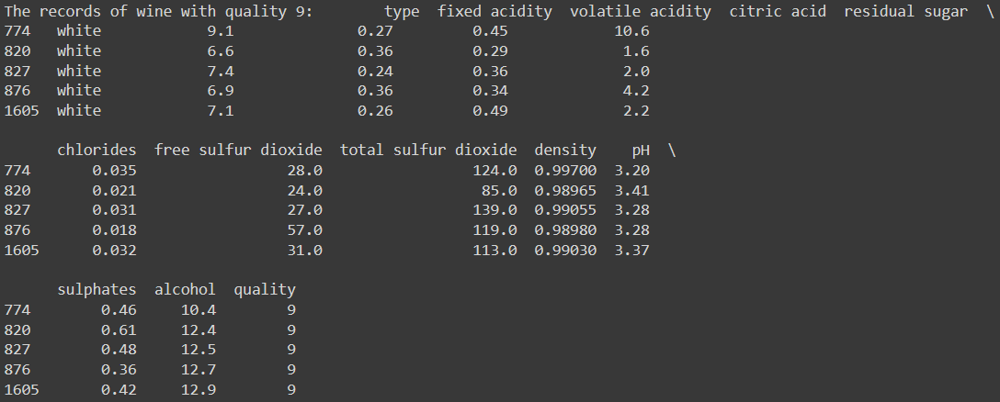 The records of wine with quality 9:        type  fixed acidity  volatile acidity  citric acid  residual sugar  \
774   white            9.1              0.27         0.45            10.6
820   white            6.6              0.36         0.29             1.6
827   white            7.4              0.24         0.36             2.0
876   white            6.9              0.36         0.34             4.2
1605  white            7.1              0.26         0.49             2.2
      chlorides  free sulfur dioxide  total sulfur dioxide  density    pH  \
774       0.035                 28.0                 124.0  0.99700  3.20
820       0.021                 24.0                  85.0  0.98965  3.41
827       0.031                 27.0                 139.0  0.99055  3.28
876       0.018                 57.0                 119.0  0.98980  3.28
1605      0.032                 31.0                 113.0  0.99030  3.37
      sulphates  alcohol  quality
774        0.46     10.4        9
820        0.61     12.4        9
827        0.48     12.5        9
876        0.36     12.7        9
1605       0.42     12.9        9